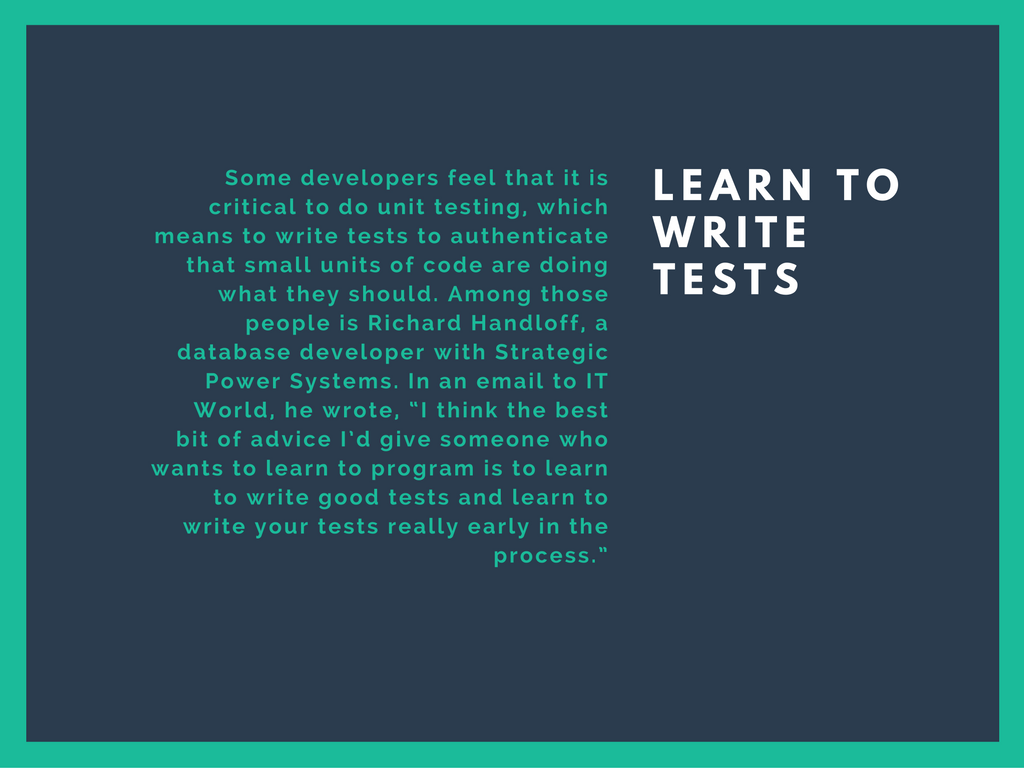 Some developers feel that it is
critical to do unit testing, which
means to write tests to authenticate
that small units of code are doing
what they should. Among those
people is Richard Handloff, a
database developer with Strategic
Power Systems. In an email to IT
World, he wrote, “I think the best
bit of advice I’d give someone who
wants to learn to program is to learn
to write good tests and learn to
write your tests really early in the
process.”
LEARN TO
WRITE
TESTS